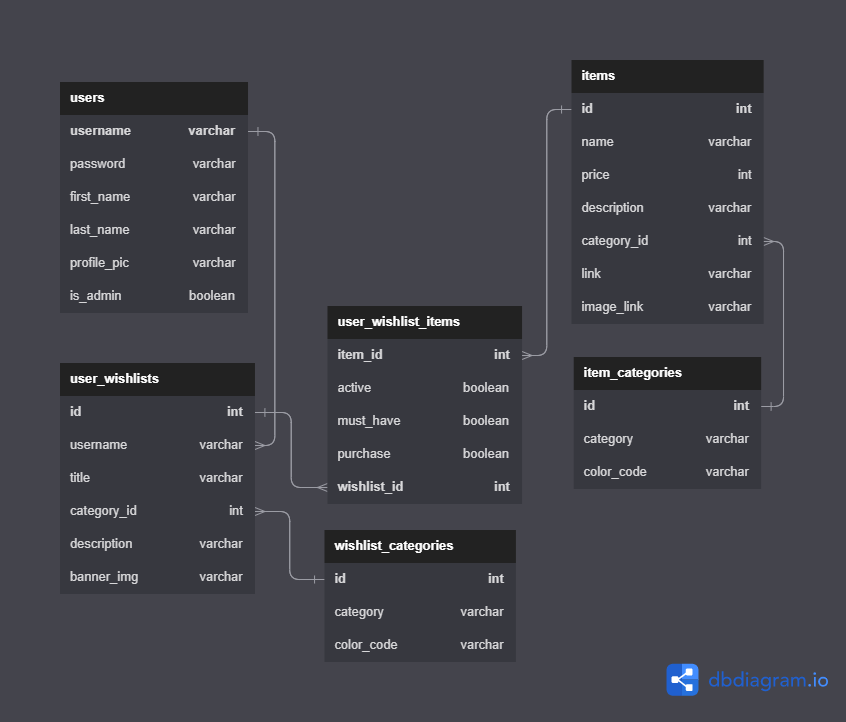 users
username varchar
password varchar
first_name varchar
last_name varchar
profile_pic varchar
is_admin boolean
user_wishlists
id int
username varchar
title varchar
category_id int
description varchar
banner_img varchar
user_wishlist_items
item_id int
active boolean
must_have boolean
purchase boolean
wishlist_id int
wishlist_categories
id int
category varchar
color_code varchar
items
id int
name varchar
price int
description varchar
category_id int
link varchar
image_link varchar
item_categories
id int
category varchar
color_code varchar
dbdiagram.io